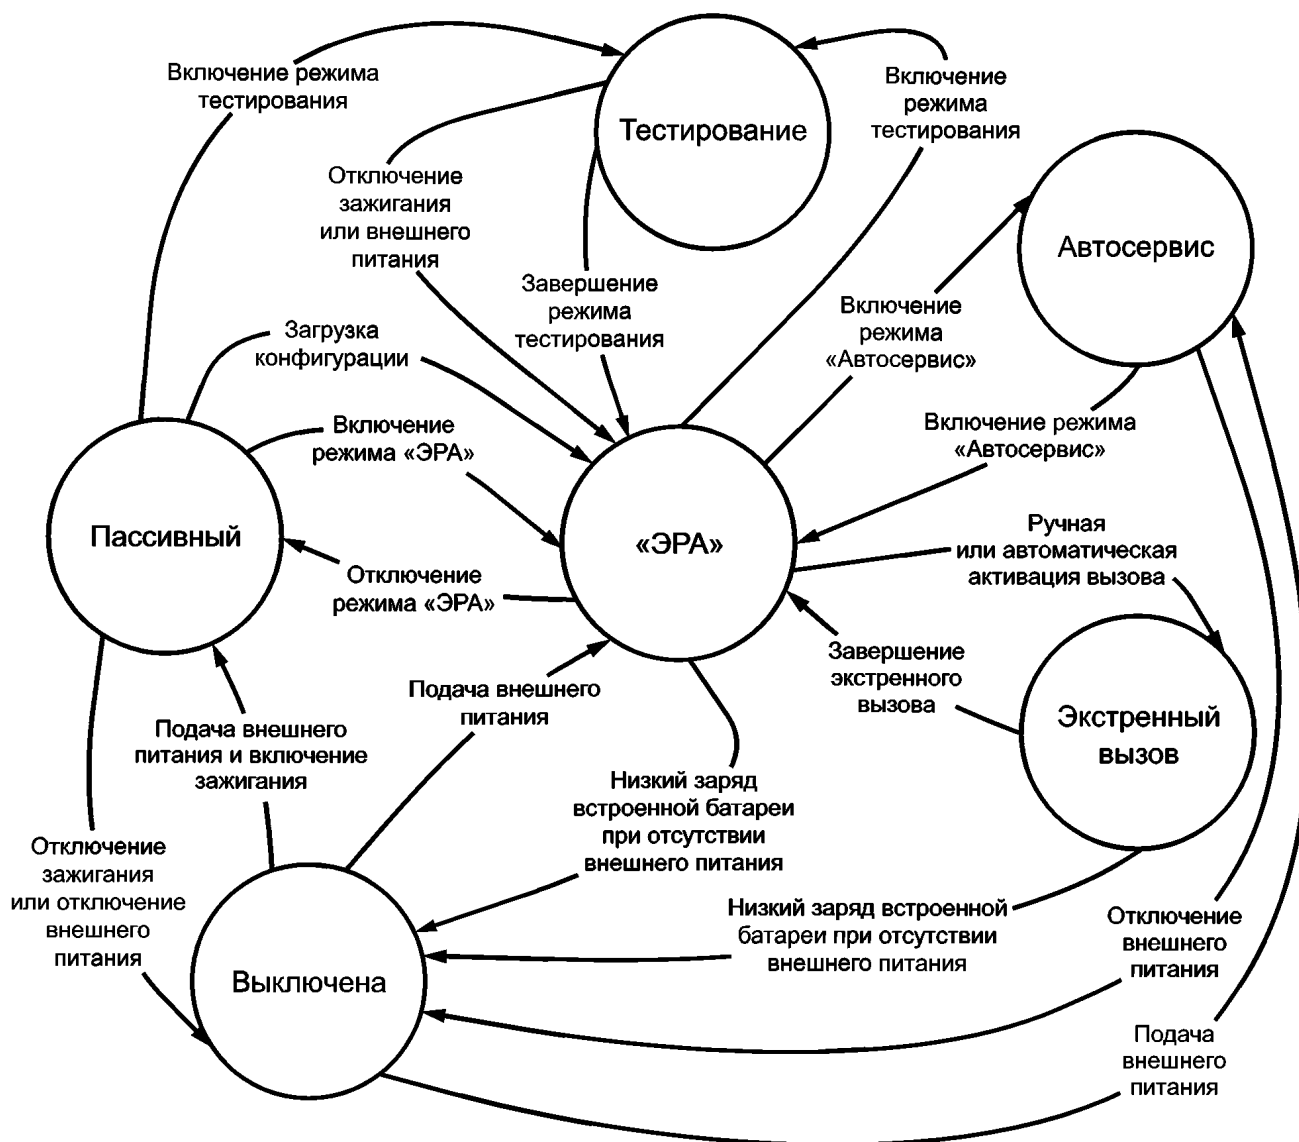 Включение режима
тестирования
Тестирование
Включение
режима
тестирования
Отключение
зажигания
или внешнего
питания
Автосервис
Завершение
режима
тестирования
Включение
режима
«Автосервис»
Загрузка
конфигурации
Включение
режима «ЭРА»
Включение режима
«Автосервис»
Пассивный
«ЭРА»
Ручная
или автоматическая
активация вызова
Отключение
режима «ЭРА»
Завершение
экстренного
вызова
Подача внешнего
питания
Экстренный
вызов
Подача внешнего
питания и включение
зажигания
Низкий заряд
встроенной батареи
при отсутствии
внешнего питания
Отключение
зажигания
или отключение
внешнего
питания
Низкий заряд встроенной
батареи при отсутствии
внешнего питания
Отключение
внешнего
питания
Выключена
Подача
внешнего
питания